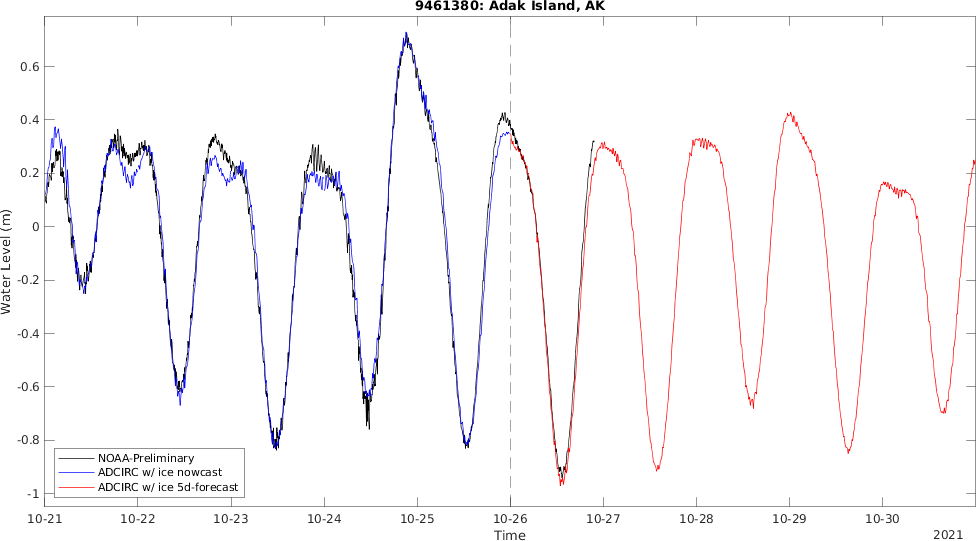 9461380: Adak Island, AK
Water Level (m)
0.6
0.4
0.2
0
-0.2
-0.4
-0.6
-0.8
-1
NOAA-Preliminary
ADCIRC w/ ice nowcast
ADCIRC w/ ice 5d-forecast
10-21 10-22 10-23 10-24 10-25 10-26 10-27 10-28 10-29 10-30
Time
2021